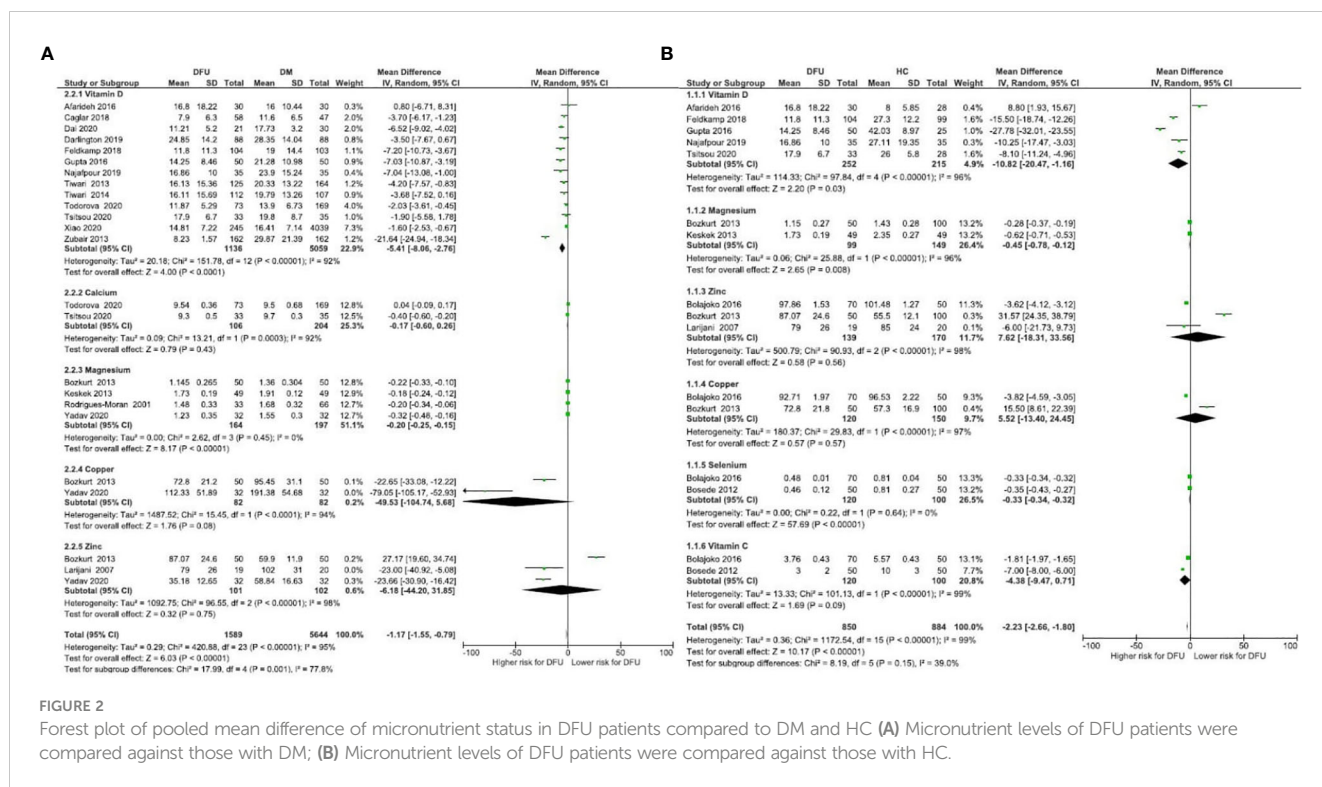 A
DFU DM Mean Difference Mean Difference
Study or Subgroup Mean SD Total Mean SD Total Weight IV, Random, 95% CI IV, Random, 95% CI
2.2.1 Vitamin D
Afarideh 2016 16.8 18.22 30 16 10.44 30 0.3% 0.80 [-6.71, 8.31]
Caglar 2018 7.9 6.3 58 11.6 6.5 47 2.0% -3.70 [-6.17, -1.23]
Dai 2020 11.21 5.2 21 17.73 3.2 30 2.0% -6.52 [-9.02, -4.02]
Darlington 2019 24.85 14.2 88 28.35 14.04 88 0.8% -3.50 [-7.67, 0.67]
Feldkamp 2018 11.8 11.3 104 19 14.4 103 1.1% -7.20 [-10.73, -3.67]
Gupta 2016 14.25 8.46 50 21.28 10.98 50 0.9% -7.03 [-10.87, -3.19]
Najafpour 2019 16.86 10 35 23.9 15.24 35 0.4% -7.04 [-13.08, -1.00]
Tiwari 2013 16.13 15.36 125 20.33 13.22 164 1.2% -4.20 [-7.57, -0.83]
Tiwari 2014 16.11 15.69 112 19.79 13.26 107 0.9% -3.68 [-7.52, 0.16]
Todorova 2020 11.87 5.29 73 13.9 6.73 169 4.2% -2.03 [-3.61, -0.45]
Tsitsou 2020 17.9 6.7 33 19.8 8.7 35 1.0% -1.90 [-5.58, 1.78]
Xiao 2020 14.81 7.22 245 16.41 7.14 4039 6.8% -1.60 [-2.53, -0.67]
Zubair 2013 8.23 1.57 162 29.87 21.39 162 1.2% -21.64 [-24.94, -18.34]
Subtotal (95% CI) 1136 5059 22.9% -5.41 [-8.06, -2.76]
Heterogeneity: Tau² = 20.18; Chi² = 151.78, df = 12 (P < 0.00001); I² = 92%
Test for overall effect: Z = 4.00 (P < 0.0001)
2.2.2 Calcium
Todorova 2020 9.54 0.36 73 9.5 0.68 169 12.8% 0.04 [-0.09, 0.17]
Tsitsou 2020 9.3 0.5 33 9.7 0.3 35 12.5% -0.40 [-0.60, -0.20]
Subtotal (95% CI) 106 204 25.3% -0.17 [-0.60, 0.26]
Heterogeneity: Tau² = 0.09; Chi² = 13.21, df = 1 (P = 0.0003); I² = 92%
Test for overall effect: Z = 0.79 (P = 0.43)
2.2.3 Magnesium
Bozkurt 2013 1.145 0.265 50 1.36 0.304 50 12.8% -0.22 [-0.33, -0.10]
Keskek 2013 1.73 0.19 49 1.91 0.12 49 13.0% -0.18 [-0.24, -0.12]
Rodrigues-Moran 2001 1.48 0.33 33 1.68 0.32 66 12.7% -0.20 [-0.34, -0.06]
Yadav 2020 1.23 0.35 32 1.55 0.3 32 12.7% -0.32 [-0.48, -0.16]
Subtotal (95% CI) 164 197 51.1% -0.20 [-0.25, -0.15]
Heterogeneity: Tau² = 0.00; Chi² = 2.62, df = 3 (P = 0.45); I² = 0%
Test for overall effect: Z = 8.17 (P < 0.00001)
2.2.4 Copper
Bozkurt 2013 72.8 21.2 50 95.45 31.1 50 0.1% -22.65 [-33.08, -12.22]
Yadav 2020 112.33 51.89 32 191.38 54.68 32 0.0% -79.05 [-105.17, -52.93]
Subtotal (95% CI) 82 82 0.2% -49.53 [-104.74, 5.68]
Heterogeneity: Tau² = 1487.52; Chi² = 15.45, df = 1 (P < 0.0001); I² = 94%
Test for overall effect: Z = 1.76 (P = 0.08)
2.2.5 Zinc
Bozkurt 2013 87.07 24.6 50 59.9 11.9 50 0.2% 27.17 [19.60, 34.74]
Larijani 2007 79 26 19 102 31 20 0.0% -23.00 [-40.92, -5.08]
Yadav 2020 35.18 12.65 32 58.84 16.63 32 0.3% -23.66 [-30.90, -16.42]
Subtotal (95% CI) 101 102 0.6% -6.18 [-44.20, 31.85]
Heterogeneity: Tau² = 1092.75; Chi² = 96.55, df = 2 (P < 0.00001); I² = 98%
Test for overall effect: Z = 0.32 (P = 0.75)
Total (95% CI) 1589 5644 100.0% -1.17 [-1.55, -0.79]
Heterogeneity: Tau² = 0.29; Chi² = 420.88, df = 23 (P < 0.00001); I² = 95%
Test for overall effect: Z = 6.03 (P < 0.00001)
Test for subgroup differences: Chi² = 17.99, df = 4 (P = 0.001), I² = 77.8%
-100 -50 0 50 100
Higher risk for DFU Lower risk for DFU
B
DFU HC Mean Difference Mean Difference
Study or Subgroup Mean SD Total Mean SD Total Weight IV, Random, 95% CI IV, Random, 95% CI
1.1.1 Vitamin D
Afarideh 2016 16.8 18.22 30 8 5.85 28 0.4% 8.80 [1.93, 15.67]
Feldkamp 2018 11.8 11.3 104 27.3 12.2 99 1.6% -15.50 [-18.74, -12.26]
Gupta 2016 14.25 8.46 50 42.03 8.97 25 1.0% -27.78 [-32.01, -23.55]
Najafpour 2019 16.86 10 35 27.11 19.35 35 0.3% -10.25 [-17.47, -3.03]
Tsitsou 2020 17.9 6.7 33 26 5.8 28 1.7% -8.10 [-11.24, -4.96]
Subtotal (95% CI) 252 215 4.9% -10.82 [-20.47, -1.16]
Heterogeneity: Tau² = 114.33; Chi² = 97.84, df = 4 (P < 0.00001); I² = 96%
Test for overall effect: Z = 2.20 (P = 0.03)
1.1.2 Magnesium
Bozkurt 2013 1.15 0.27 50 1.43 0.28 100 13.2% -0.28 [-0.37, -0.19]
Keskek 2013 1.73 0.19 49 2.35 0.27 49 13.2% -0.62 [-0.71, -0.53]
Subtotal (95% CI) 99 149 26.4% -0.45 [-0.78, -0.12]
Heterogeneity: Tau² = 0.06; Chi² = 25.88, df = 1 (P < 0.00001); I² = 96%
Test for overall effect: Z = 2.65 (P = 0.008)
1.1.3 Zinc
Bolajoko 2016 97.86 1.53 70 101.48 1.27 50 11.3% -3.62 [-4.12, -3.12]
Bozkurt 2013 87.07 24.6 50 55.5 12.1 100 0.3% 31.57 [24.35, 38.79]
Larijani 2007 79 26 19 85 24 20 0.1% -6.00 [-21.73, 9.73]
Subtotal (95% CI) 139 170 11.7% 7.62 [-18.31, 33.56]
Heterogeneity: Tau² = 500.79; Chi² = 90.93, df = 2 (P < 0.00001); I² = 98%
Test for overall effect: Z = 0.58 (P = 0.56)
1.1.4 Copper
Bolajoko 2016 92.71 1.97 70 96.53 2.22 50 9.3% -3.82 [-4.59, -3.05]
Bozkurt 2013 72.8 21.8 50 57.3 16.9 100 0.4% 15.50 [8.61, 22.39]
Subtotal (95% CI) 120 150 9.7% 5.52 [-13.40, 24.45]
Heterogeneity: Tau² = 180.37; Chi² = 29.83, df = 1 (P < 0.00001); I² = 97%
Test for overall effect: Z = 0.57 (P = 0.57)
1.1.5 Selenium
Bolajoko 2016 0.48 0.01 70 0.81 0.04 50 13.3% -0.33 [-0.34, -0.32]
Bosede 2012 0.46 0.12 50 0.81 0.27 50 13.2% -0.35 [-0.43, -0.27]
Subtotal (95% CI) 120 100 26.5% -0.33 [-0.34, -0.32]
Heterogeneity: Tau² = 0.00; Chi² = 0.22, df = 1 (P = 0.64); I² = 0%
Test for overall effect: Z = 57.69 (P < 0.00001)
1.1.6 Vitamin C
Bolajoko 2016 3.76 0.43 70 5.57 0.43 50 13.1% -1.81 [-1.97, -1.65]
Bosede 2012 3 2 50 10 3 50 7.7% -7.00 [-8.00, -6.00]
Subtotal (95% CI) 120 100 20.8% -4.38 [-9.47, 0.71]
Heterogeneity: Tau² = 13.33; Chi² = 101.13, df = 1 (P < 0.00001); I² = 99%
Test for overall effect: Z = 1.69 (P = 0.09)
Total (95% CI) 850 884 100.0% -2.23 [-2.66, -1.80]
Heterogeneity: Tau² = 0.36; Chi² = 1172.54, df = 15 (P < 0.00001); I² = 99%
Test for overall effect: Z = 10.17 (P < 0.00001)
Test for subgroup differences: Chi² = 8.19, df = 5 (P = 0.15), I² = 39.0%
-100 -50 0 50 100
Higher risk for DFU Lower risk for DFU
FIGURE 2
Forest plot of pooled mean difference of micronutrient status in DFU patients compared to DM and HC (A) Micronutrient levels of DFU patients were
compared against those with DM; (B) Micronutrient levels of DFU patients were compared against those with HC.